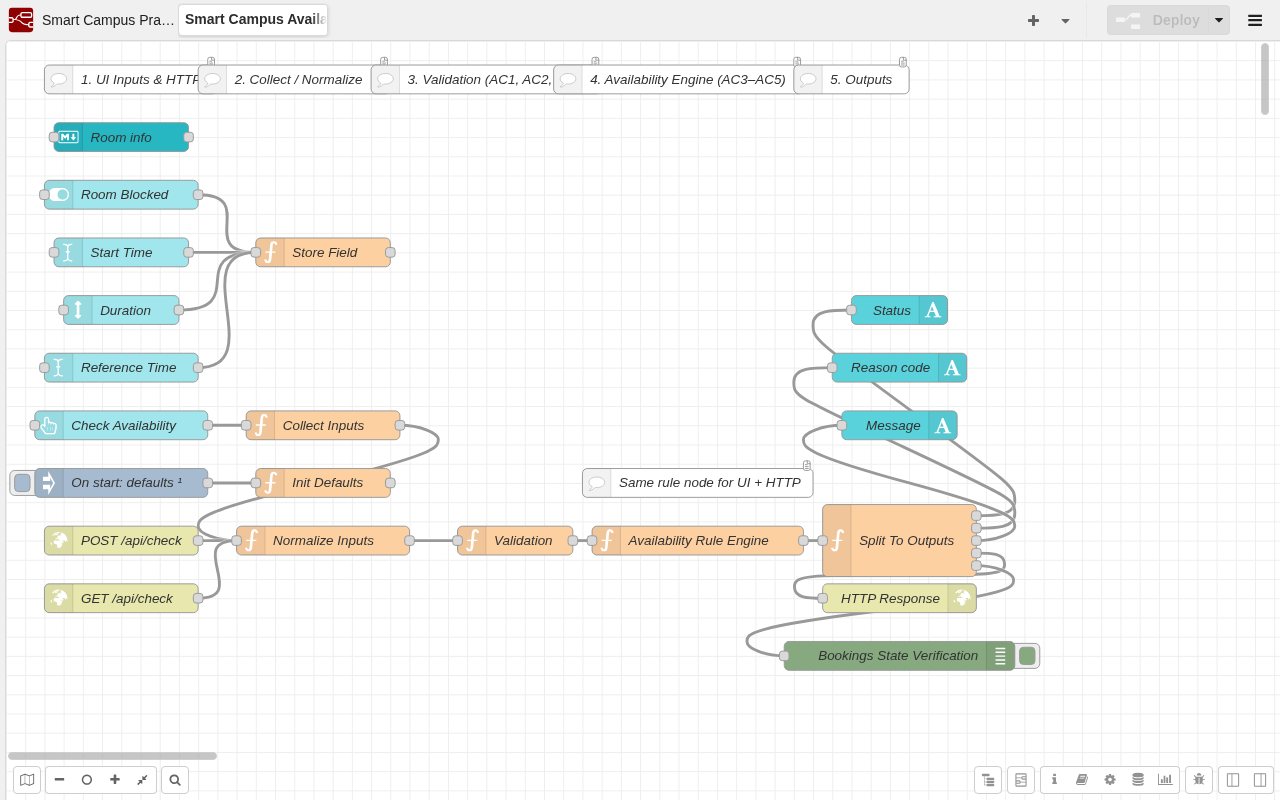 Smart Campus Pra…
Smart Campus Availa
Deploy
1. UI Inputs & HTTP
2. Collect / Normalize
3. Validation (AC1, AC2,
4. Availability Engine (AC3–AC5)
5. Outputs
Room info
Room Blocked
Start Time
Store Field
Duration
Status
Reference Time
Reason code
Check Availability
Collect Inputs
Message
On start: defaults ¹
Init Defaults
Same rule node for UI + HTTP
POST /api/check
Normalize Inputs
Validation
Availability Rule Engine
Split To Outputs
GET /api/check
HTTP Response
Bookings State Verification